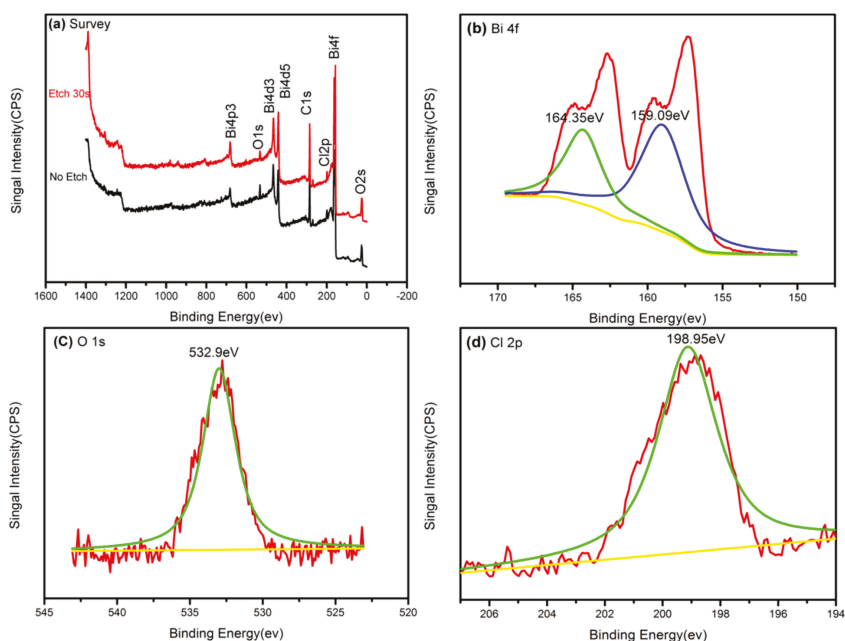 (a) Survey
Singal Intensity(CPS)
Etch 30s
No Etch
Bi4p3
O1s
Bi4d3
Bi4d5
C1s
Cl2p
Bi4f
O2s
1600 1400 1200 1000 800 600 400 200 0 -200
Binding Energy(ev)
(b) Bi 4f
Singal Intensity(CPS)
164.35eV
159.09eV
170 165 160 155 150
Binding Energy(ev)
(C) O 1s
Singal Intensity(CPS)
532.9eV
545 540 535 530 525 520
Binding Energy(ev)
(d) Cl 2p
Singal Intensity(CPS)
198.95eV
206 204 202 200 198 196 194
Binding Energy(ev)